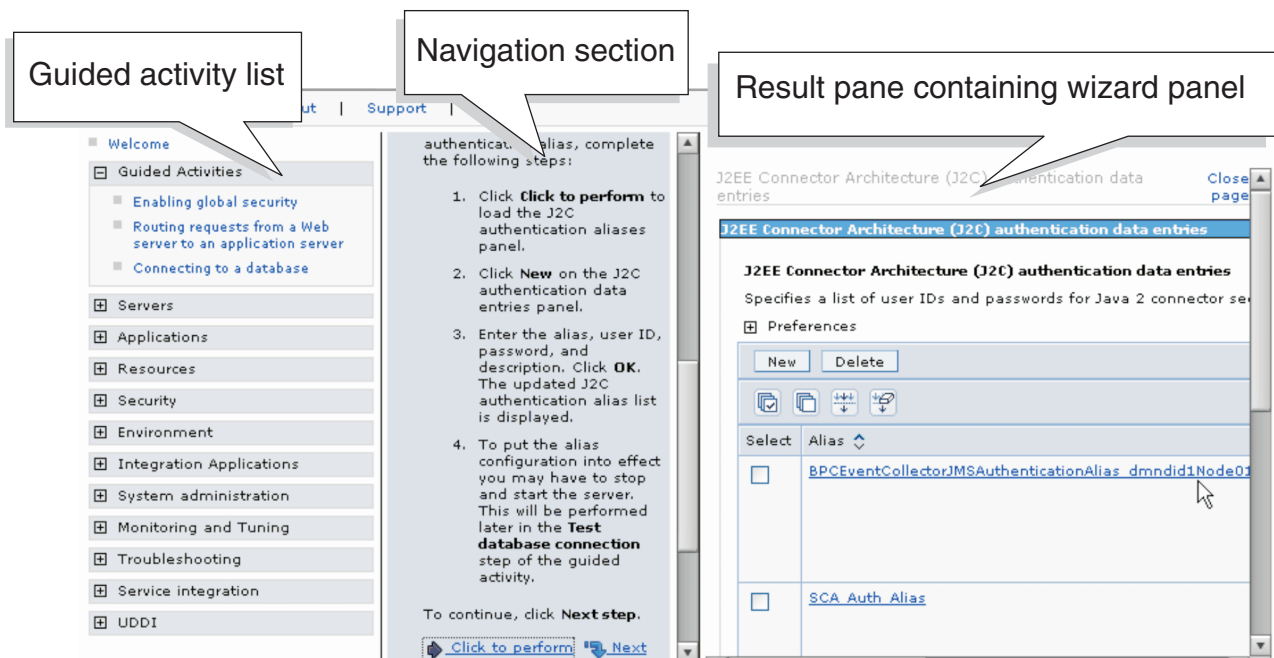 Guided activity list
Navigation section
Result pane containing wizard panel
ut | Support |
Welcome
Guided Activities
Enabling global security
Routing requests from a Web
server to an application server
Connecting to a database
Servers
Applications
Resources
Security
Environment
Integration Applications
System administration
Monitoring and Tuning
Troubleshooting
Service integration
UDDI
alias, complete
the following steps:
1. Click Click to perform to
load the J2C
authentication aliases
panel.
2. Click New on the J2C
authentication data
entries panel.
3. Enter the alias, user ID,
password, and
description. Click OK.
The updated J2C
authentication alias list
is displayed.
4. To put the alias
configuration into effect
you may have to stop
and start the server.
This will be performed
later in the Test
database connection
step of the guided
activity.
To continue, click Next step.
Click to perform Next
J2EE Connector Architecture (J2C) authentication data
entries
Close
page
J2EE Connector Architecture (J2C) authentication data entries
J2EE Connector Architecture (J2C) authentication data entries
Specifies a list of user IDs and passwords for Java 2 connector se
Preferences
New Delete
Select Alias
BPCEventCollectorJMSAuthenticationAlias_dmndid1Node01
SCA_Auth_Alias